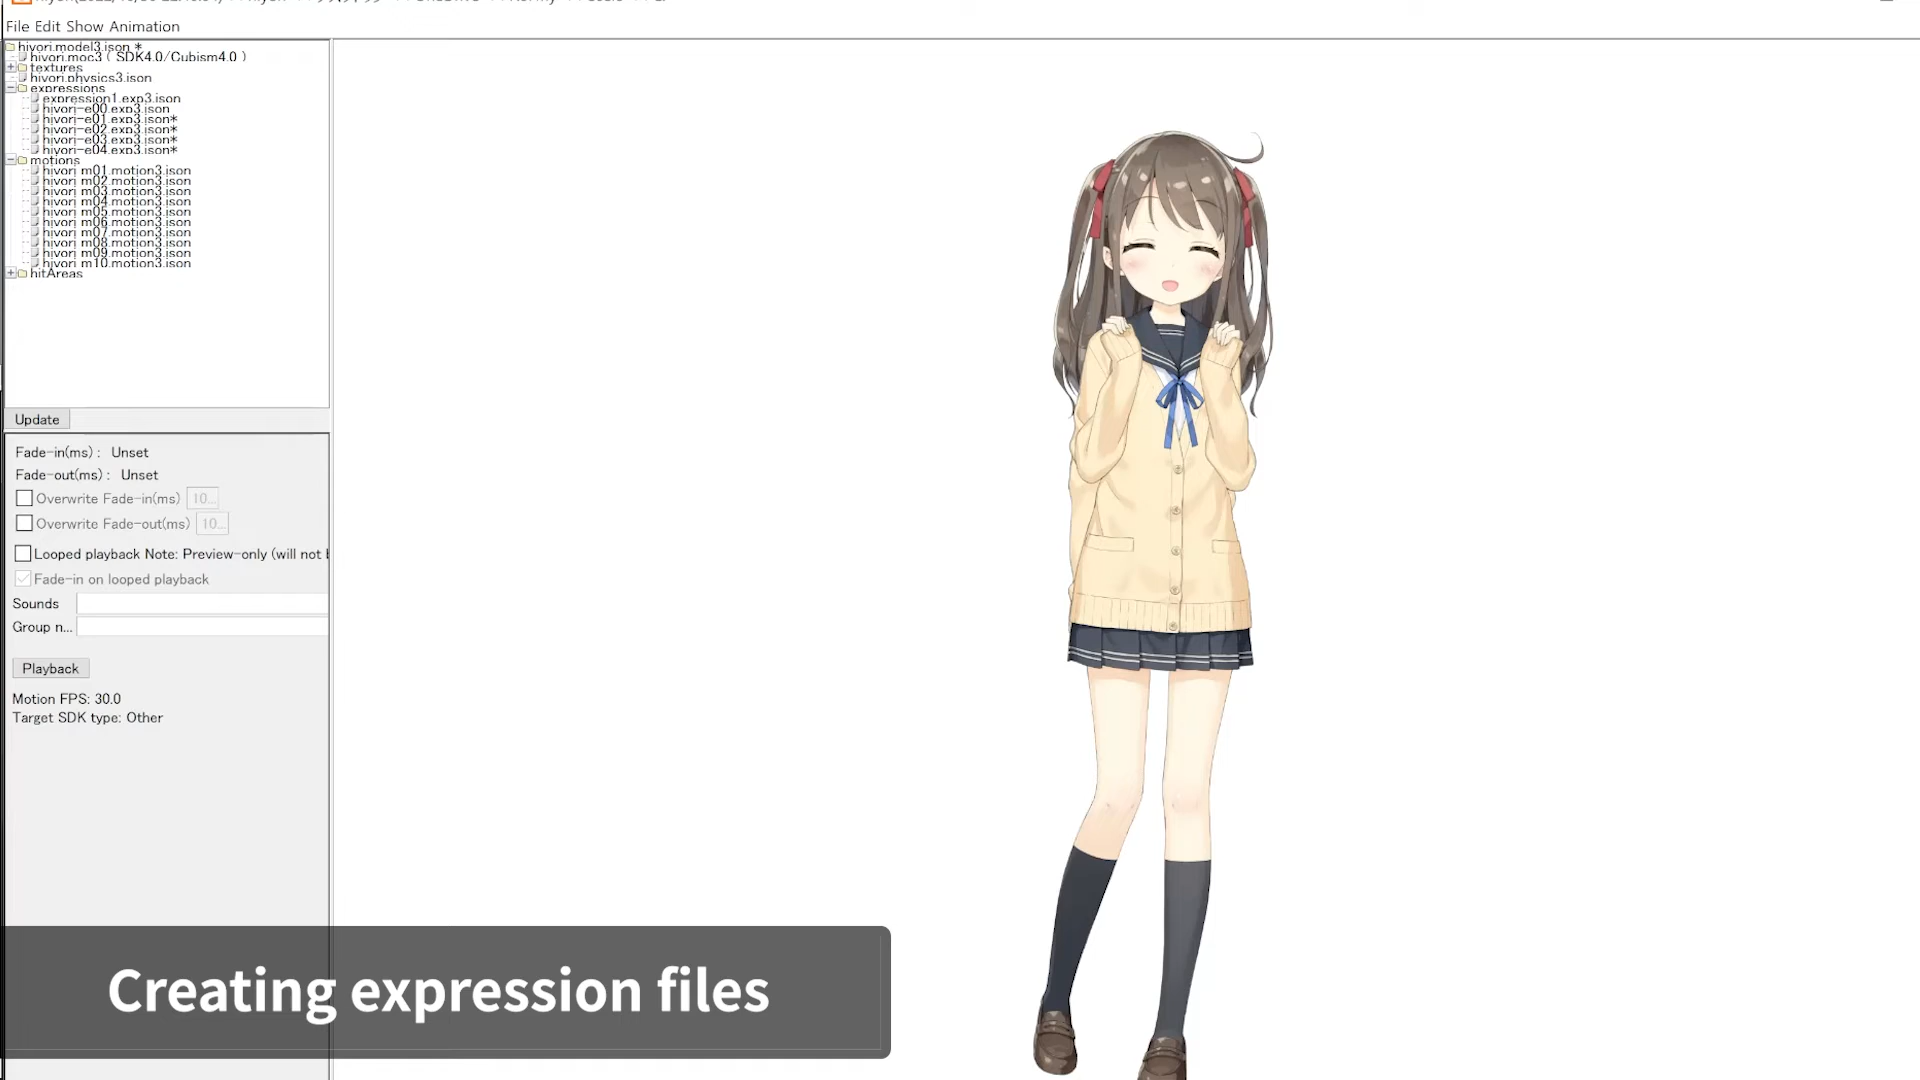 File Edit Show Animation
hiyori.model3.json *
hiyori.moc3 ( SDK4.0/Cubism4.0 )
textures
hiyori.physics3.json
expressions
expression1.exp3.json
hiyori-e00.exp3.json
hiyori-e01.exp3.json*
hiyori-e02.exp3.json*
hiyori-e03.exp3.json*
hiyori-e04.exp3.json*
motions
hiyori_m01.motion3.json
hiyori_m02.motion3.json
hiyori_m03.motion3.json
hiyori_m04.motion3.json
hiyori_m05.motion3.json
hiyori_m06.motion3.json
hiyori_m07.motion3.json
hiyori_m08.motion3.json
hiyori_m09.motion3.json
hiyori_m10.motion3.json
hitAreas
Update
Fade-in(ms) : Unset
Fade-out(ms) : Unset
Overwrite Fade-in(ms) 10...
Overwrite Fade-out(ms) 10...
Looped playback Note: Preview-only (will not
Fade-in on looped playback
Sounds
Group n...
Playback
Motion FPS: 30.0
Target SDK type: Other
Creating expression files